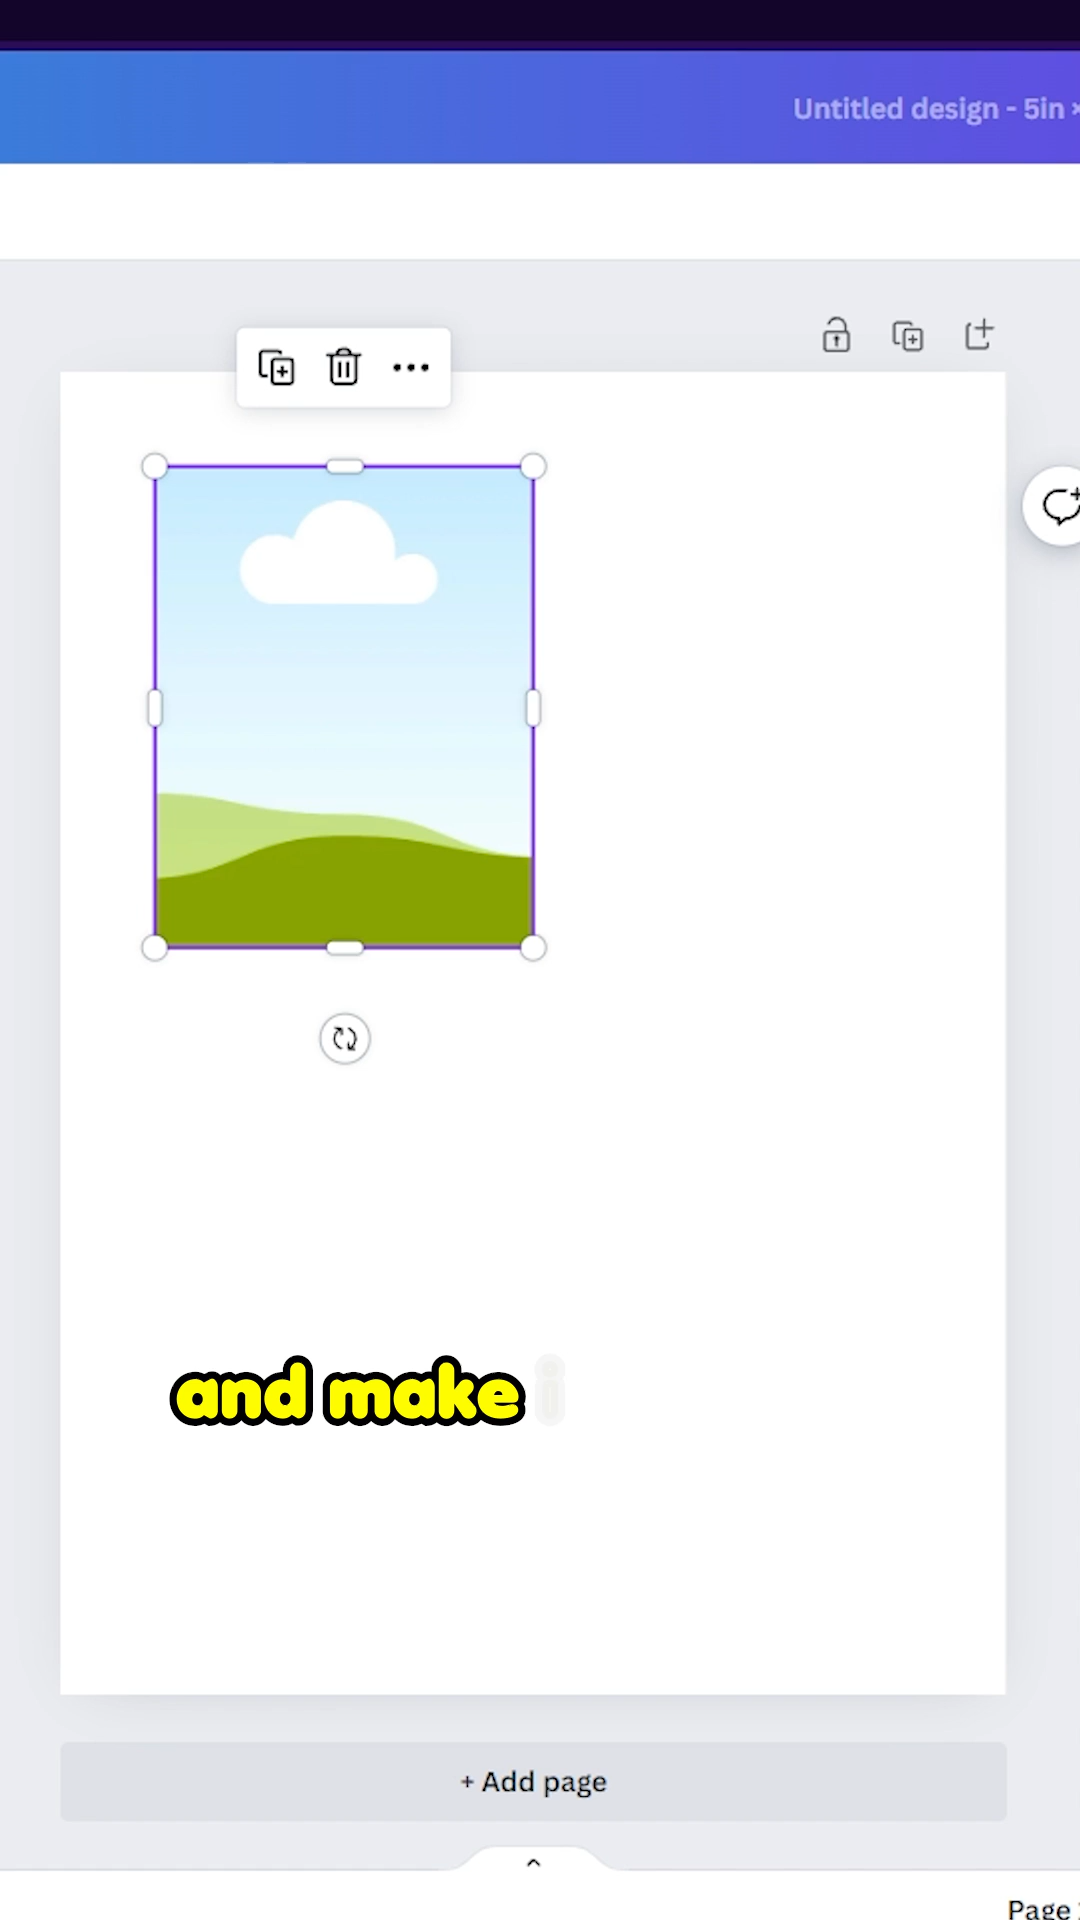 Untitled design - 5in ×
and make i
+ Add page
Page